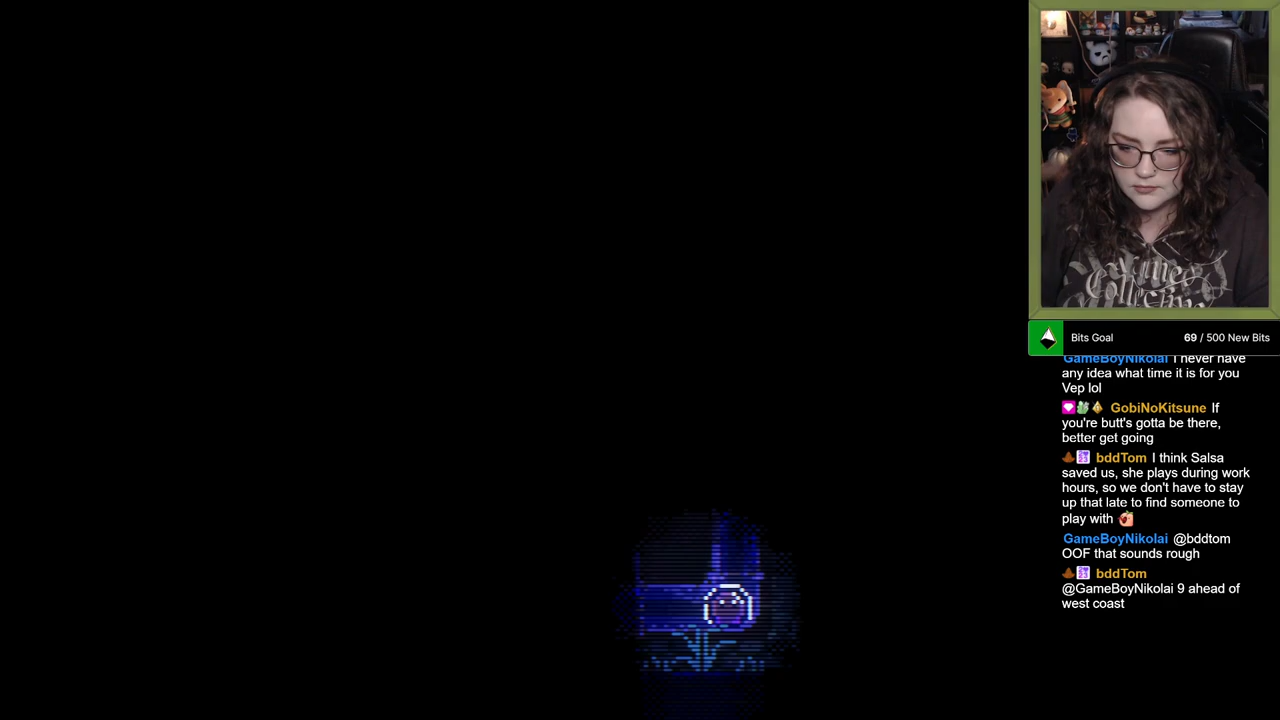 Collective
Bits Goal
69 / 500 New Bits
GameBoyNikolai I never have
any idea what time it is for you
Vep lol
GobiNoKitsune If
you're butt's gotta be there,
better get going
bddTom I think Salsa
saved us, she plays during work
hours, so we don't have to stay
up that late to find someone to
play with
GameBoyNikolai @bddtom
OOF that sounds rough
bddTom
@GameBoyNikolai 9 ahead of
west coast